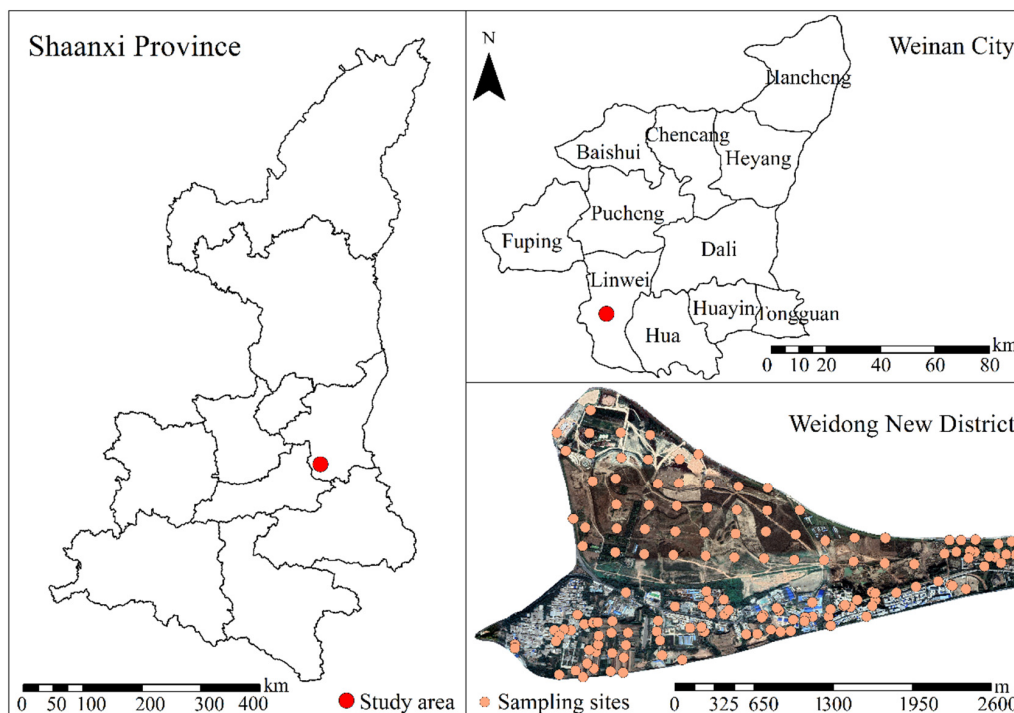 Shaanxi Province
km
0 50 100 200 300 400
Study area
N
Weinan City
Hancheng
Chencang
Baishui
Heyang
Pucheng
Fuping
Dali
Linwei
Huayin
Tongguan
Hua
km
0 10 20 40 60 80
Weidong New District
Sampling sites
m
0 325 650 1300 1950 2600